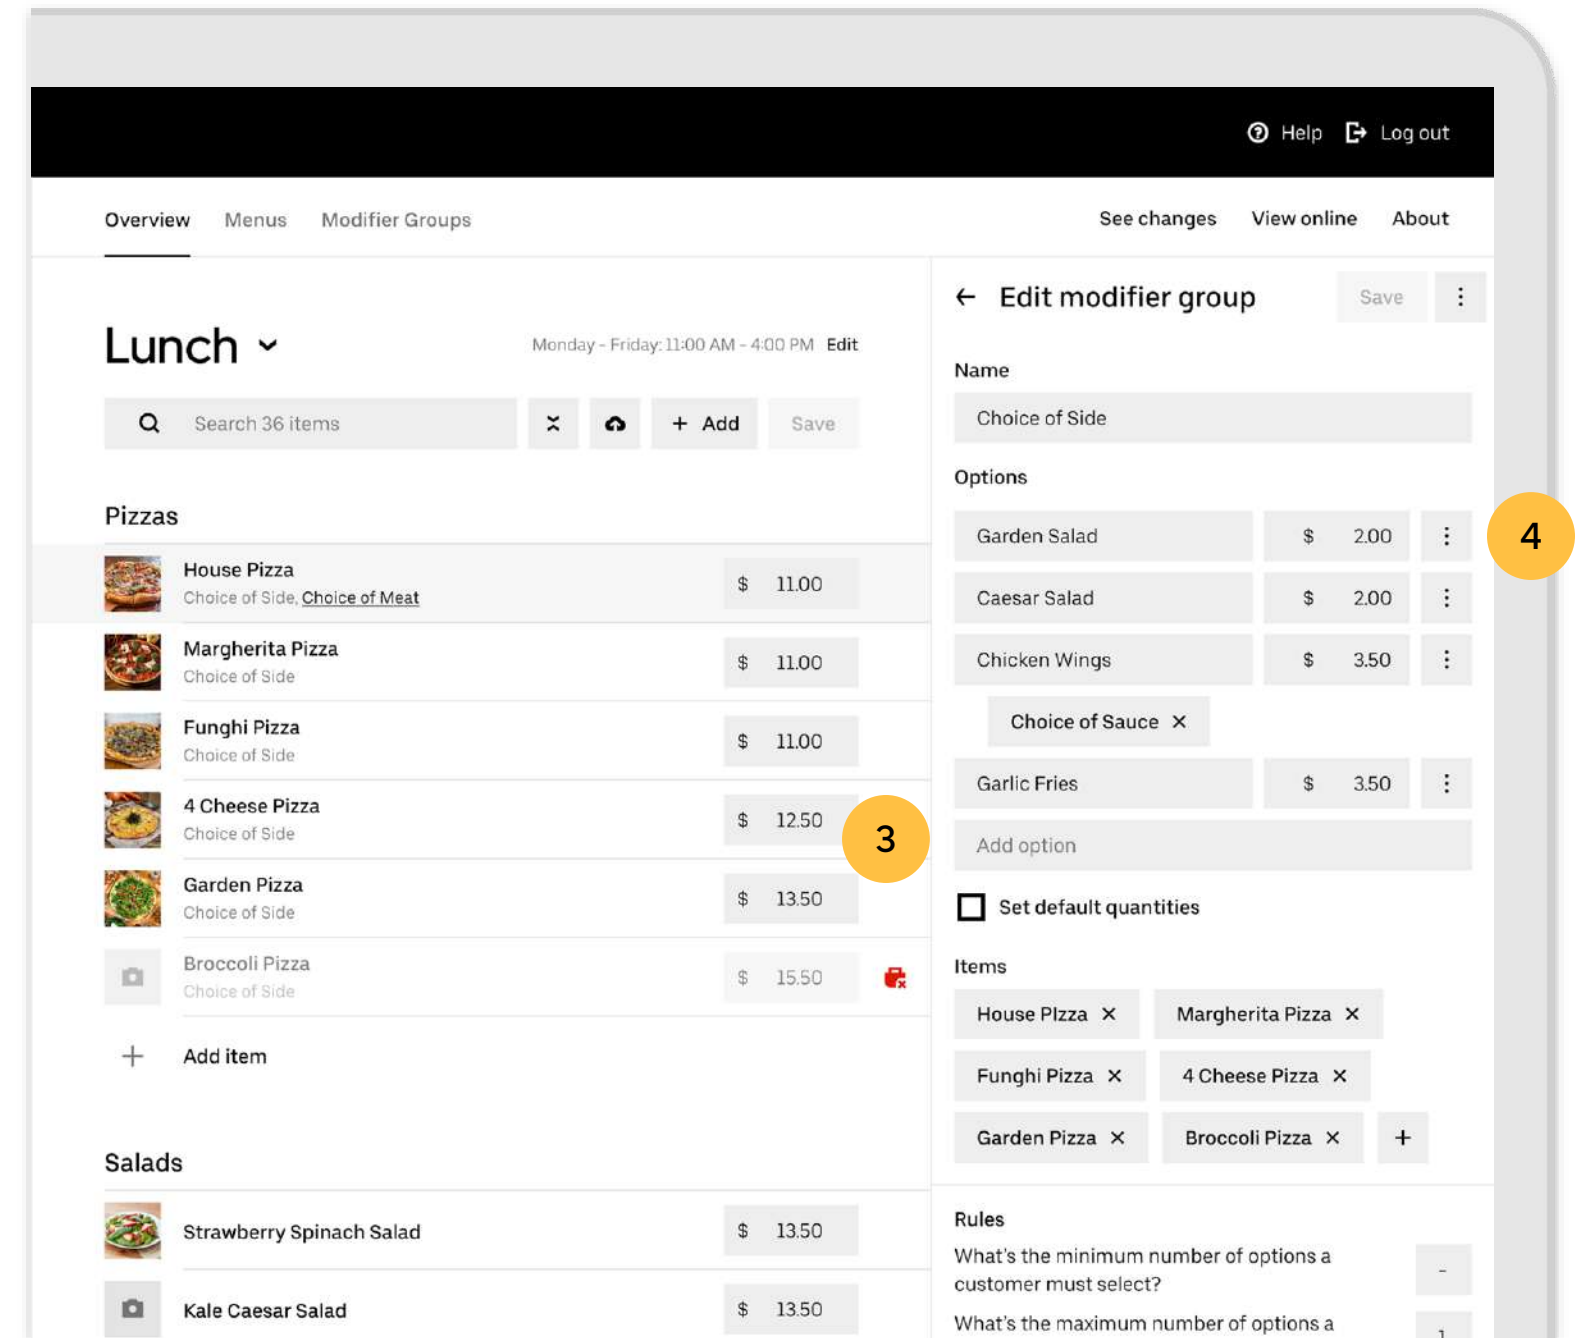 Help Log out
Overview Menus Modifier Groups
See changes View online About
Lunch
Monday - Friday: 11:00 AM - 4:00 PM Edit
Search 36 items
+ Add
Save
Pizzas
House Pizza
Choice of Side, Choice of Meat
$ 11.00
Margherita Pizza
Choice of Side
$ 11.00
Funghi Pizza
Choice of Side
$ 11.00
4 Cheese Pizza
Choice of Side
$ 12.50
3
Garden Pizza
Choice of Side
$ 13.50
Broccoli Pizza
Choice of Side
$ 15.50
+ Add item
Salads
Strawberry Spinach Salad
$ 13.50
Kale Caesar Salad
$ 13.50
← Edit modifier group
Save
Name
Choice of Side
Options
Garden Salad $ 2.00
4
Caesar Salad $ 2.00
Chicken Wings $ 3.50
Choice of Sauce ×
Garlic Fries $ 3.50
Add option
Set default quantities
Items
House PIzza × Margherita Pizza ×
Funghi Pizza × 4 Cheese Pizza ×
Garden Pizza × Broccoli Pizza × +
Rules
What's the minimum number of options a
customer must select?
-
What's the maximum number of options a